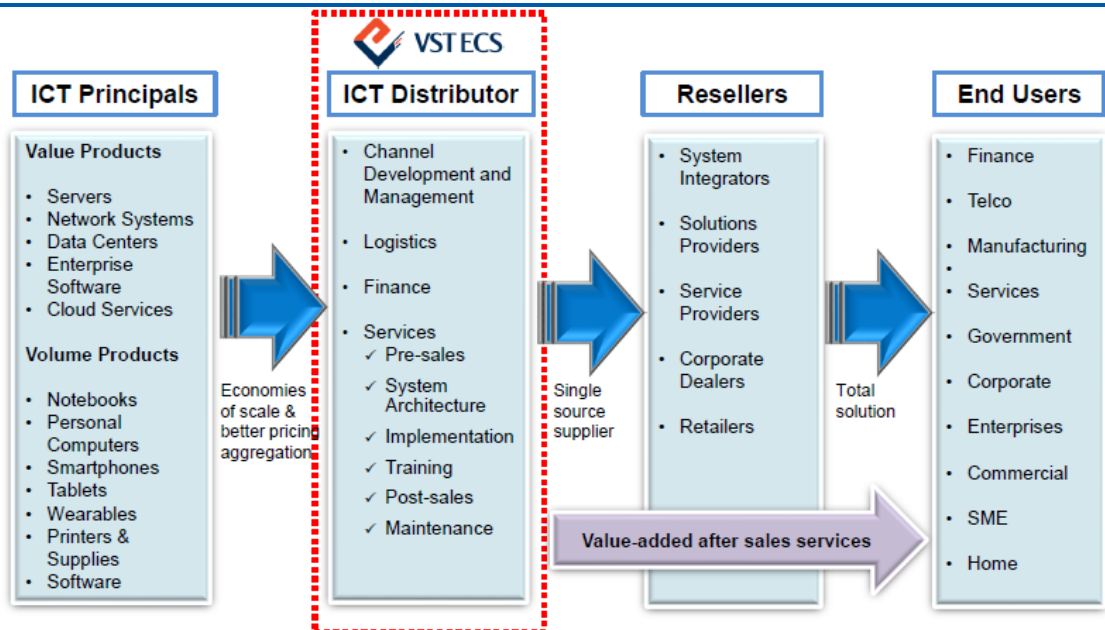 VSTECS
ICT Principals
Value Products
• Servers
• Network Systems
• Data Centers
• Enterprise
Software
• Cloud Services
Volume Products
• Notebooks
• Personal
Computers
• Smartphones
• Tablets
• Wearables
• Printers &
Supplies
• Software
Economies
of scale &
better pricing
aggregation
ICT Distributor
• Channel
Development and
Management
• Logistics
• Finance
• Services
✓ Pre-sales
✓ System
Architecture
✓ Implementation
✓ Training
✓ Post-sales
✓ Maintenance
Single
source
supplier
Resellers
• System
Integrators
• Solutions
Providers
• Service
Providers
• Corporate
Dealers
• Retailers
Total
solution
Value-added after sales services
End Users
• Finance
• Telco
• Manufacturing
•
• Services
• Government
• Corporate
• Enterprises
• Commercial
• SME
• Home